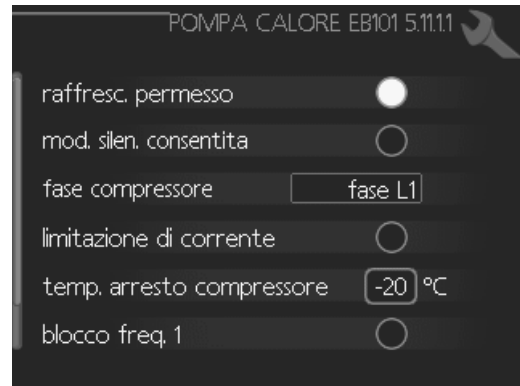 POMPA CALORE EB101 5.11.1.1
raffresc. permesso
mod. silen. consentita
fase compressore fase L1
limitazione di corrente
temp. arresto compressore -20 °C
blocco freq. 1